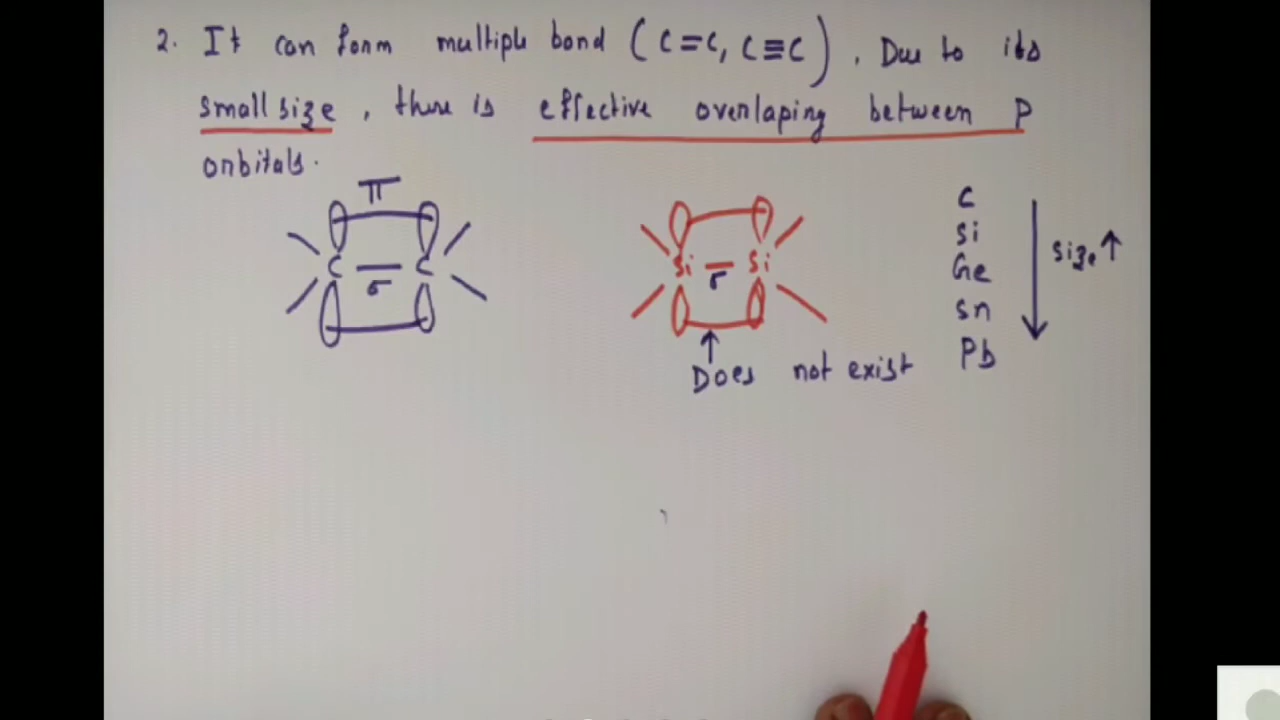 2. It can form multiple bond (C=C, C≡C). Due to its
small size, there is effective overlaping between P
orbitals.
π
C — C
σ
Si — Si
σ
Does not exist
C
Si
Ge
Sn
Pb
Size ↑